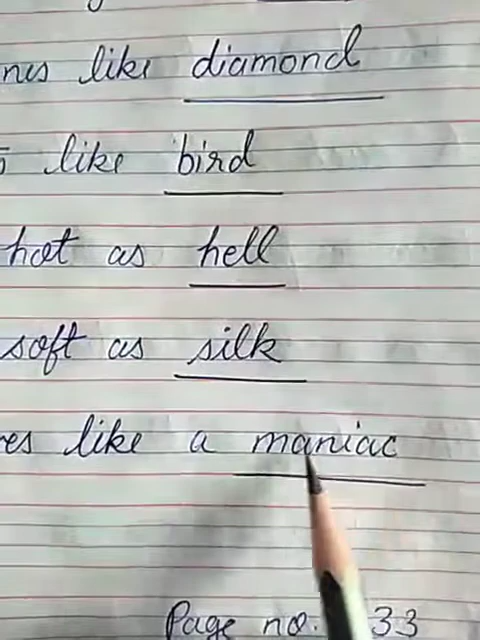 like diamond
like bird
hot as hell
soft as silk
like a maniac
Page no. 33